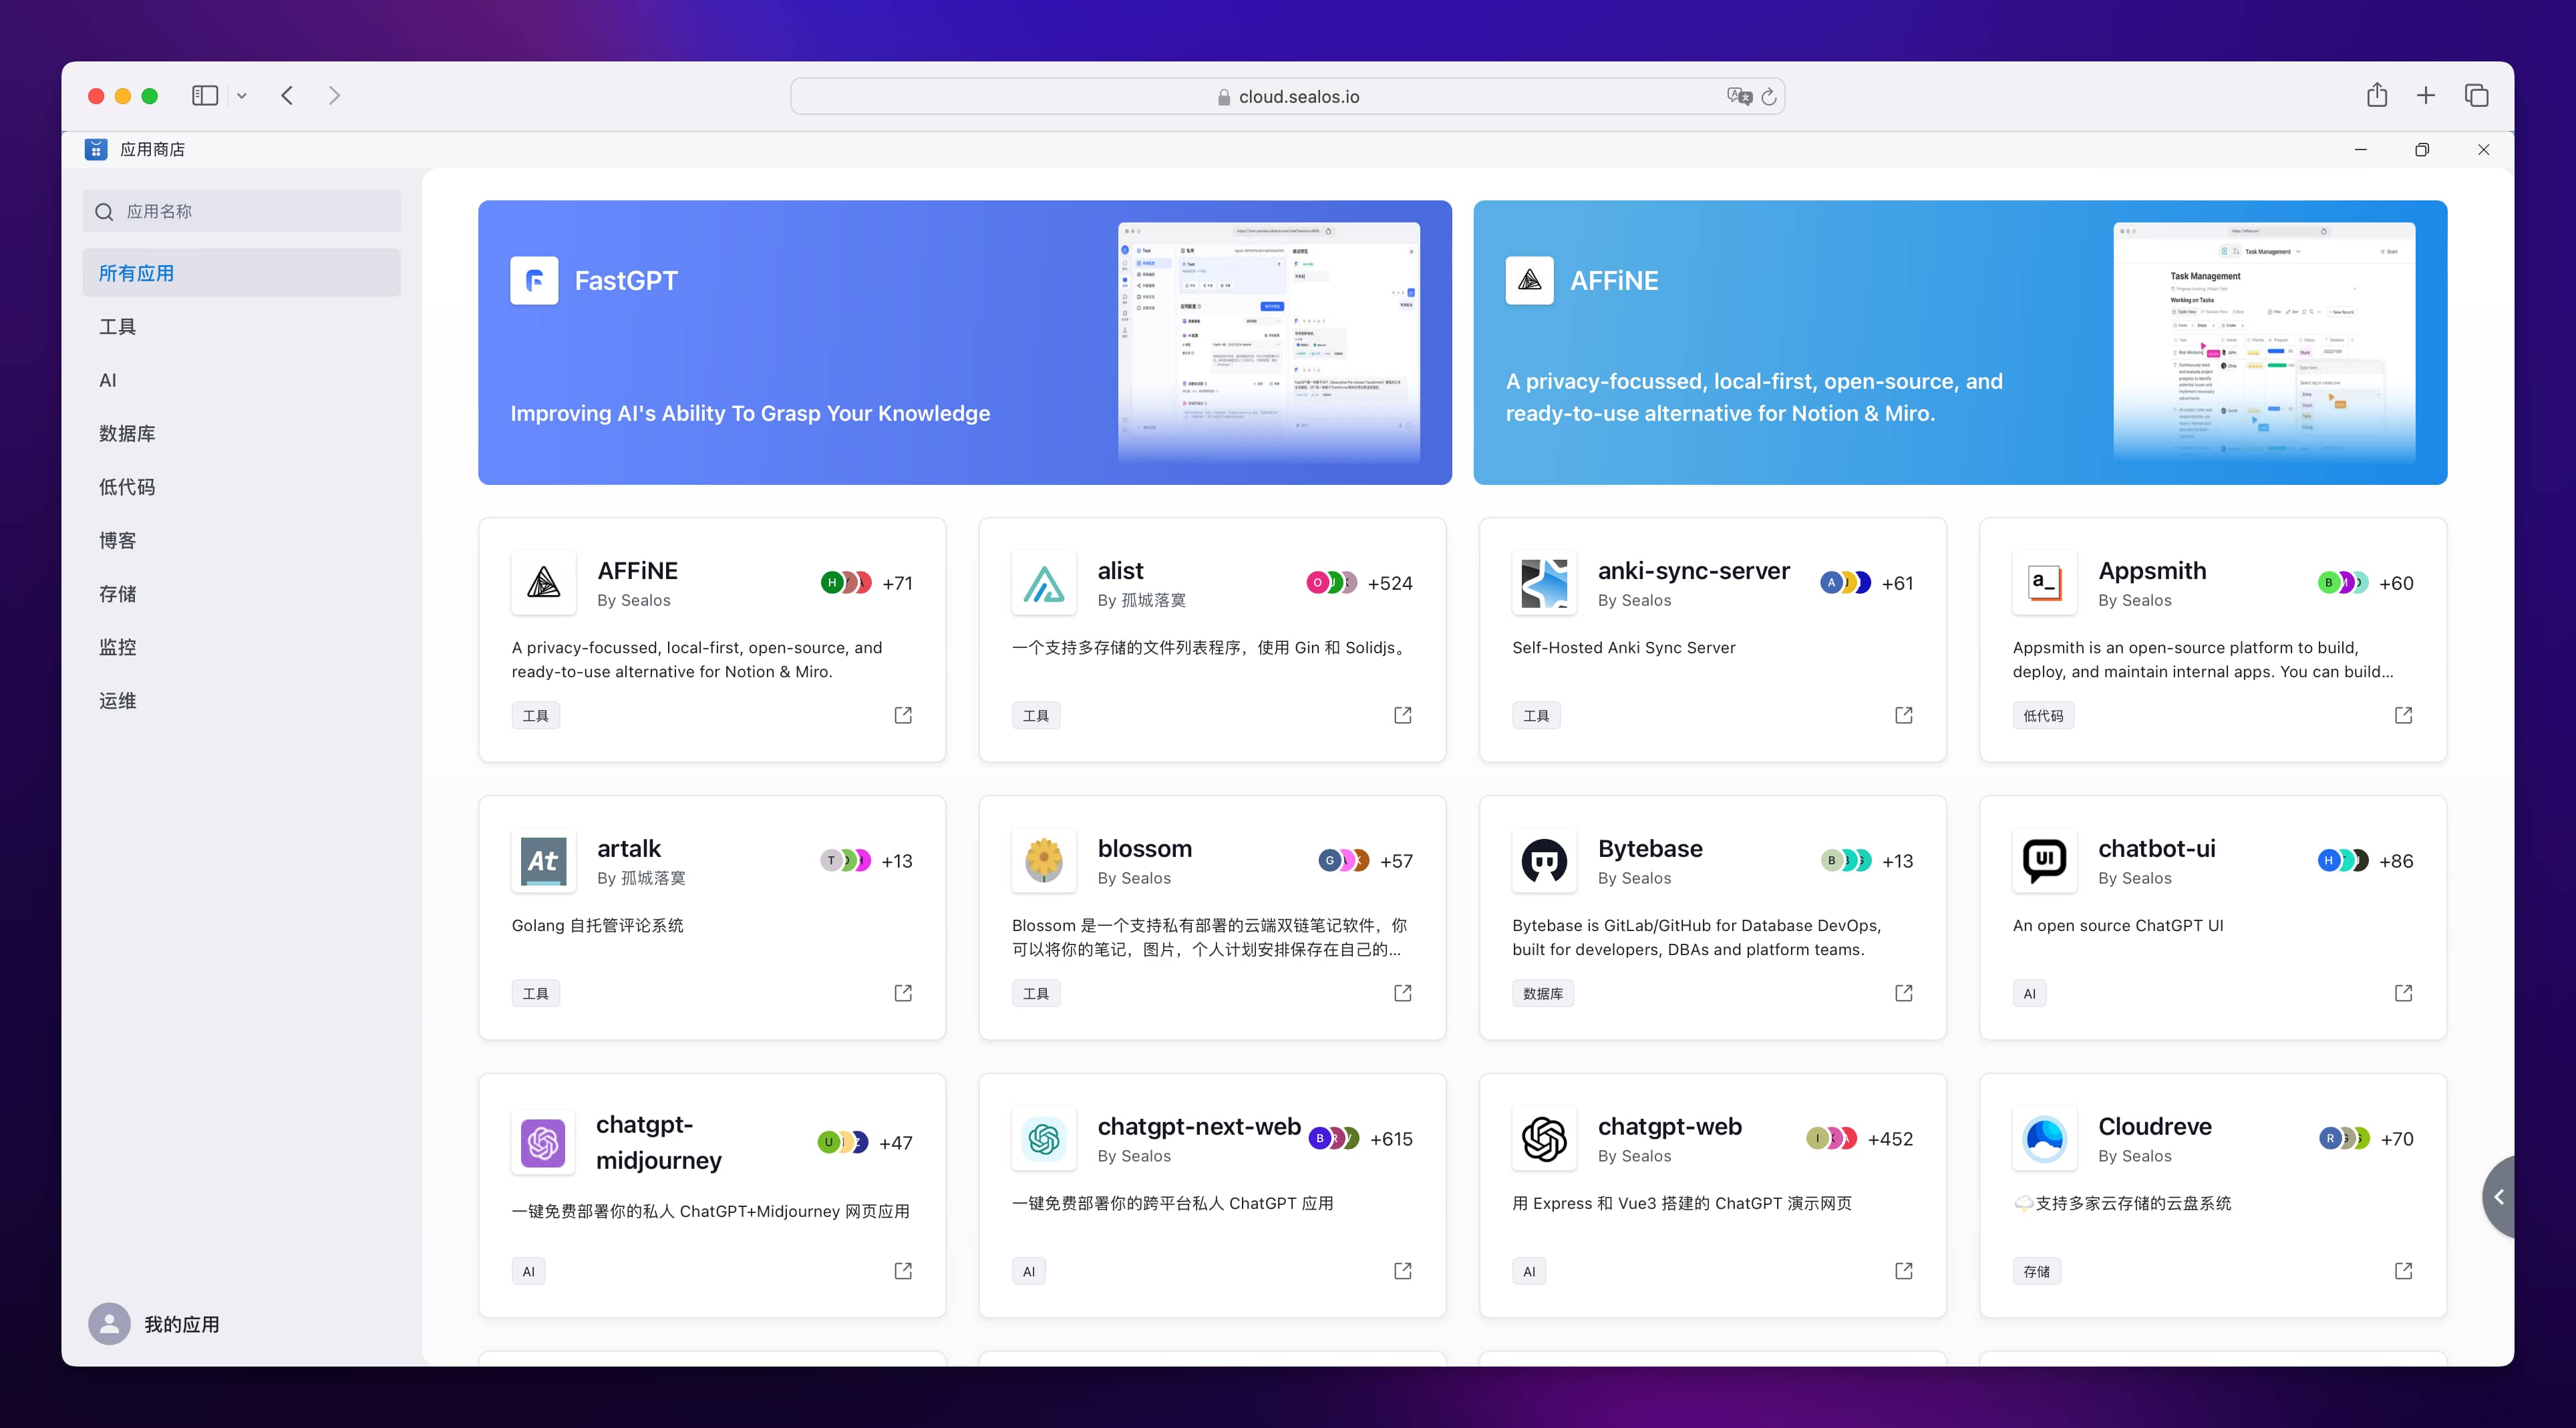 cloud.sealos.io
应用商店
应用名称
所有应用
工具
AI
数据库
低代码
博客
存储
监控
运维
我的应用
FastGPT
Improving AI's Ability To Grasp Your Knowledge
AFFiNE
A privacy-focussed, local-first, open-source, and
ready-to-use alternative for Notion & Miro.
Task Management
Share
Task Management
Working on Tasks
AFFiNE
By Sealos
+71
A privacy-focussed, local-first, open-source, and
ready-to-use alternative for Notion & Miro.
工具
alist
By 孤城落寞
+524
一个支持多存储的文件列表程序，使用 Gin 和 Solidjs。
工具
anki-sync-server
By Sealos
+61
Self-Hosted Anki Sync Server
工具
a_
Appsmith
By Sealos
+60
Appsmith is an open-source platform to build,
deploy, and maintain internal apps. You can build...
低代码
At
artalk
By 孤城落寞
+13
Golang 自托管评论系统
工具
blossom
By Sealos
+57
Blossom 是一个支持私有部署的云端双链笔记软件，你
可以将你的笔记，图片，个人计划安排保存在自己的...
工具
Bytebase
By Sealos
+13
Bytebase is GitLab/GitHub for Database DevOps,
built for developers, DBAs and platform teams.
数据库
UI
chatbot-ui
By Sealos
+86
An open source ChatGPT UI
AI
chatgpt-
midjourney
+47
一键免费部署你的私人 ChatGPT+Midjourney 网页应用
AI
chatgpt-next-web
By Sealos
+615
一键免费部署你的跨平台私人 ChatGPT 应用
AI
chatgpt-web
By Sealos
+452
用 Express 和 Vue3 搭建的 ChatGPT 演示网页
AI
Cloudreve
By Sealos
+70
🌩支持多家云存储的云盘系统
存储